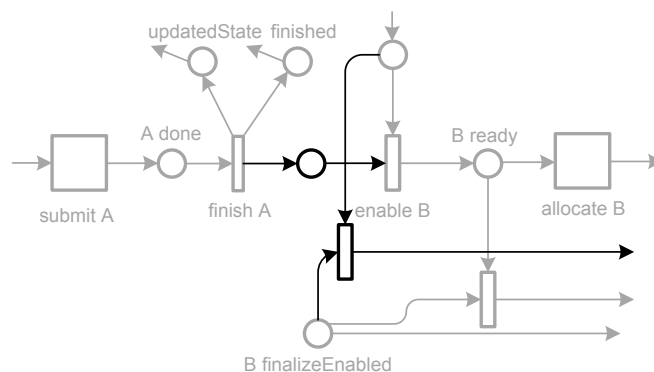 updatedState finished
A done
B ready
submit A
finish A
enable B
allocate B
B finalizeEnabled